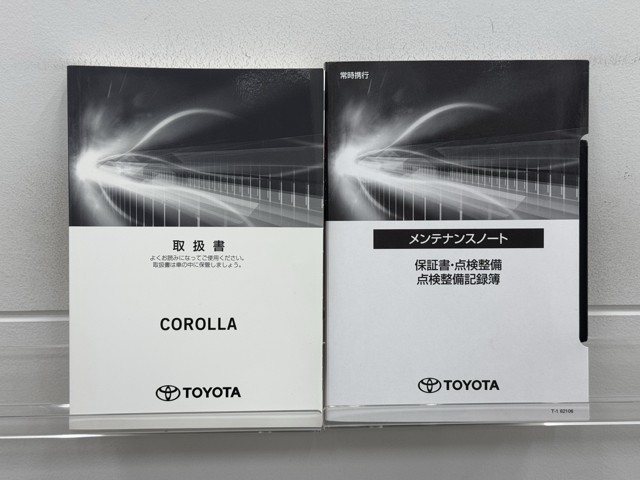 取扱書
よくお読みになってご使用ください。
取扱書は車の中に保管しましょう。
COROLLA
TOYOTA
常時携行
メンテナンスノート
保証書・点検整備
点検整備記録簿
TOYOTA
T-1 62106